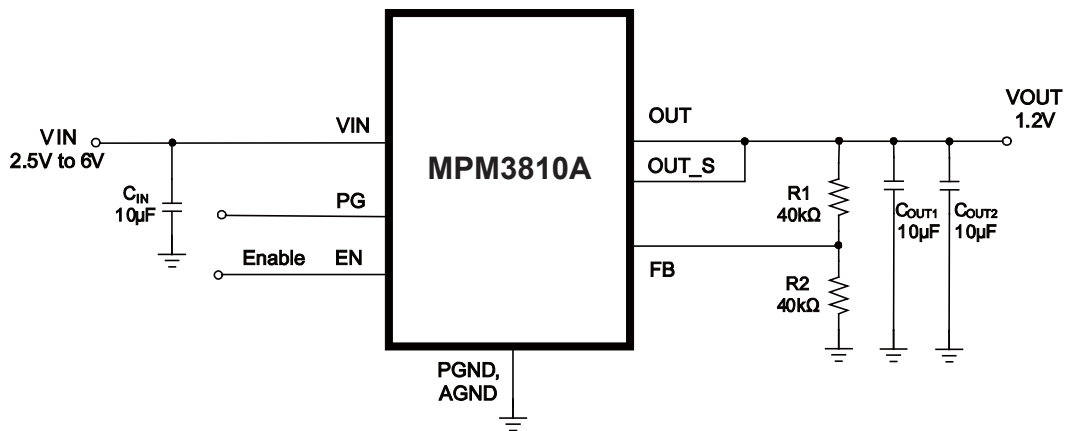 VIN
2.5V to 6V
CIN
10µF
VIN
PG
Enable EN
MPM3810A
PGND,
AGND
OUT
OUT_S
FB
R1
40kΩ
R2
40kΩ
COUT1
10µF
COUT2
10µF
VOUT
1.2V